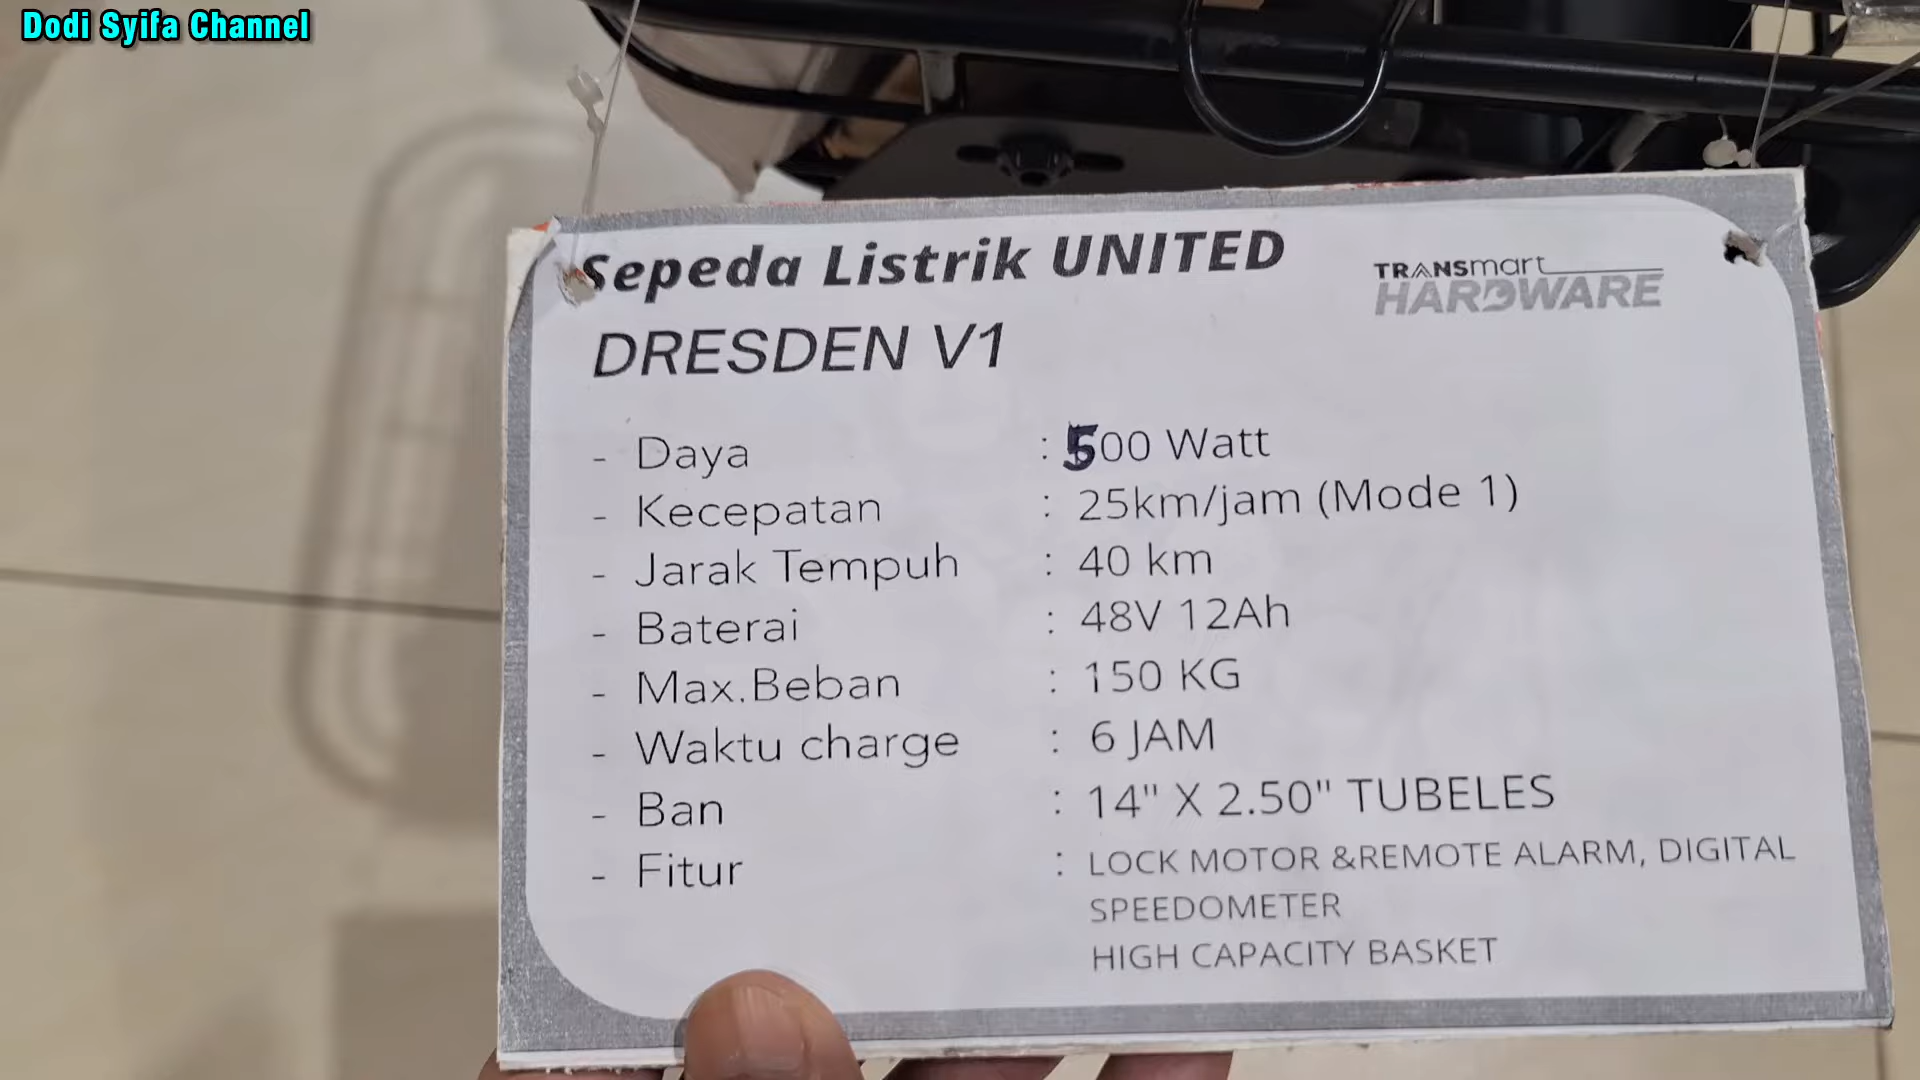 Dodi Syifa Channel
Sepeda Listrik UNITED
TRANSmart
HARDWARE
DRESDEN V1
- Daya : 500 Watt
- Kecepatan : 25km/jam (Mode 1)
- Jarak Tempuh : 40 km
- Baterai : 48V 12Ah
- Max.Beban : 150 KG
- Waktu charge : 6 JAM
- Ban : 14" X 2.50" TUBELES
- Fitur : LOCK MOTOR &REMOTE ALARM, DIGITAL
SPEEDOMETER
HIGH CAPACITY BASKET